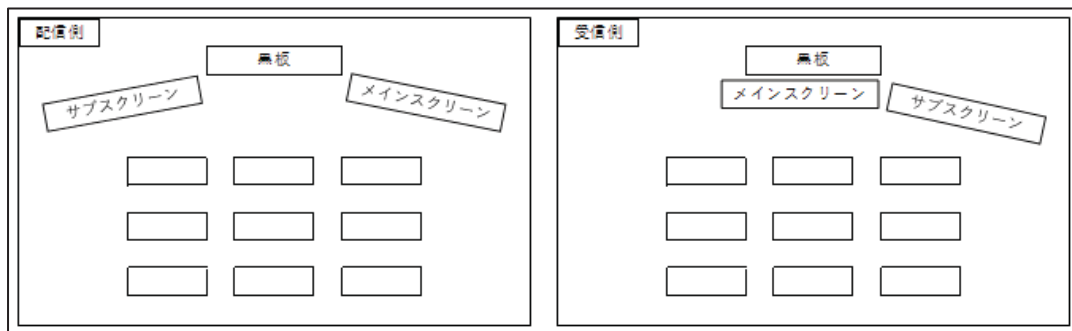 配信側
黒板
サブスクリーン
メインスクリーン
受信側
黒板
メインスクリーン
サブスクリーン